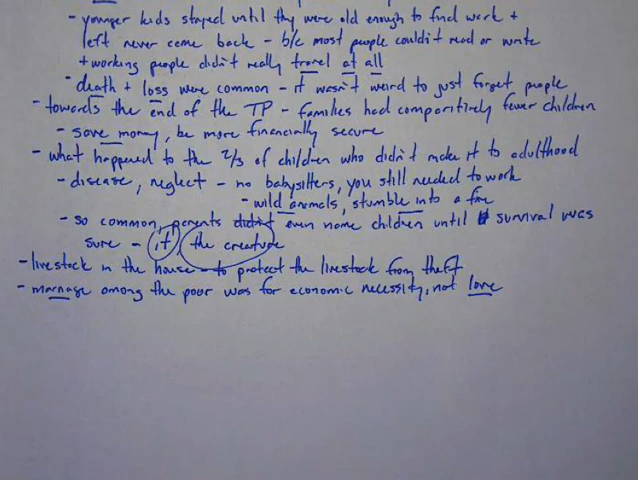 - younger kids stayed until they were old enough to find work +
left never come back - b/c most people couldn't read or write
+ working people didn't really travel at all
- death + loss were common - it wasn't weird to just forget people
- towards the end of the TP - families had comparitively fewer children
- save money, be more financially secure
- what happened to the 2/3 of children who didn't make it to adulthood
- disease, neglect - no babysitters, you still needed to work
- wild animals, stumble into a fire
- so common, parents didn't even name children until survival was
sure - "it", the creature
- livestock in the house - to protect the livestock from theft
- marriage among the poor was for economic necessity, not love